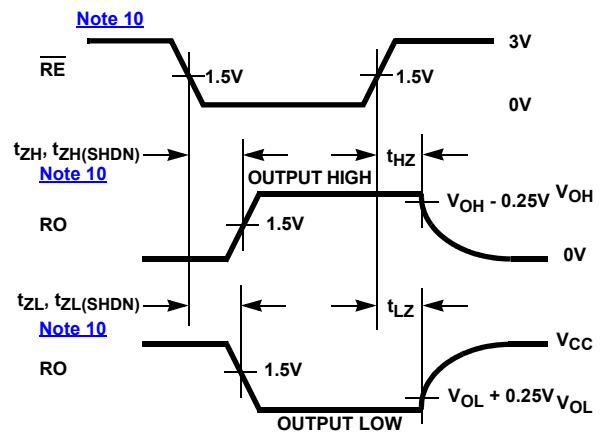 Note 10
3V
RE
1.5V
1.5V
0V
tZH, tZH(SHDN)
Note 10
tHZ
OUTPUT HIGH
VOH - 0.25V
VOH
RO
1.5V
0V
tZL, tZL(SHDN)
Note 10
tLZ
VCC
RO
1.5V
VOL + 0.25V
VOL
OUTPUT LOW